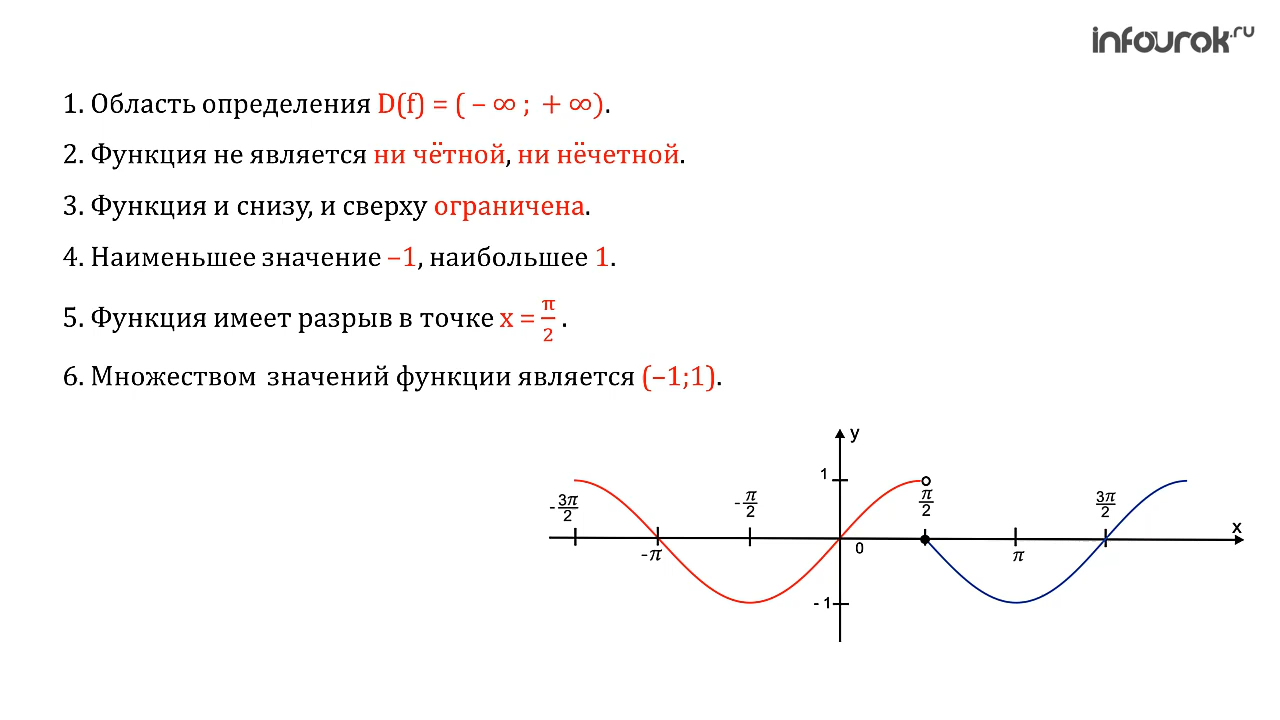 infourok.ru
1. Область определения D(f) = ( – ∞ ; + ∞).
2. Функция не является ни чётной, ни нёчетной.
3. Функция и снизу, и сверху ограничена.
4. Наименьшее значение –1, наибольшее 1.
5. Функция имеет разрыв в точке x = π/2 .
6. Множеством значений функции является (–1;1).
y
1
-3π/2
-π/2
π/2
3π/2
x
-π
0
π
- 1